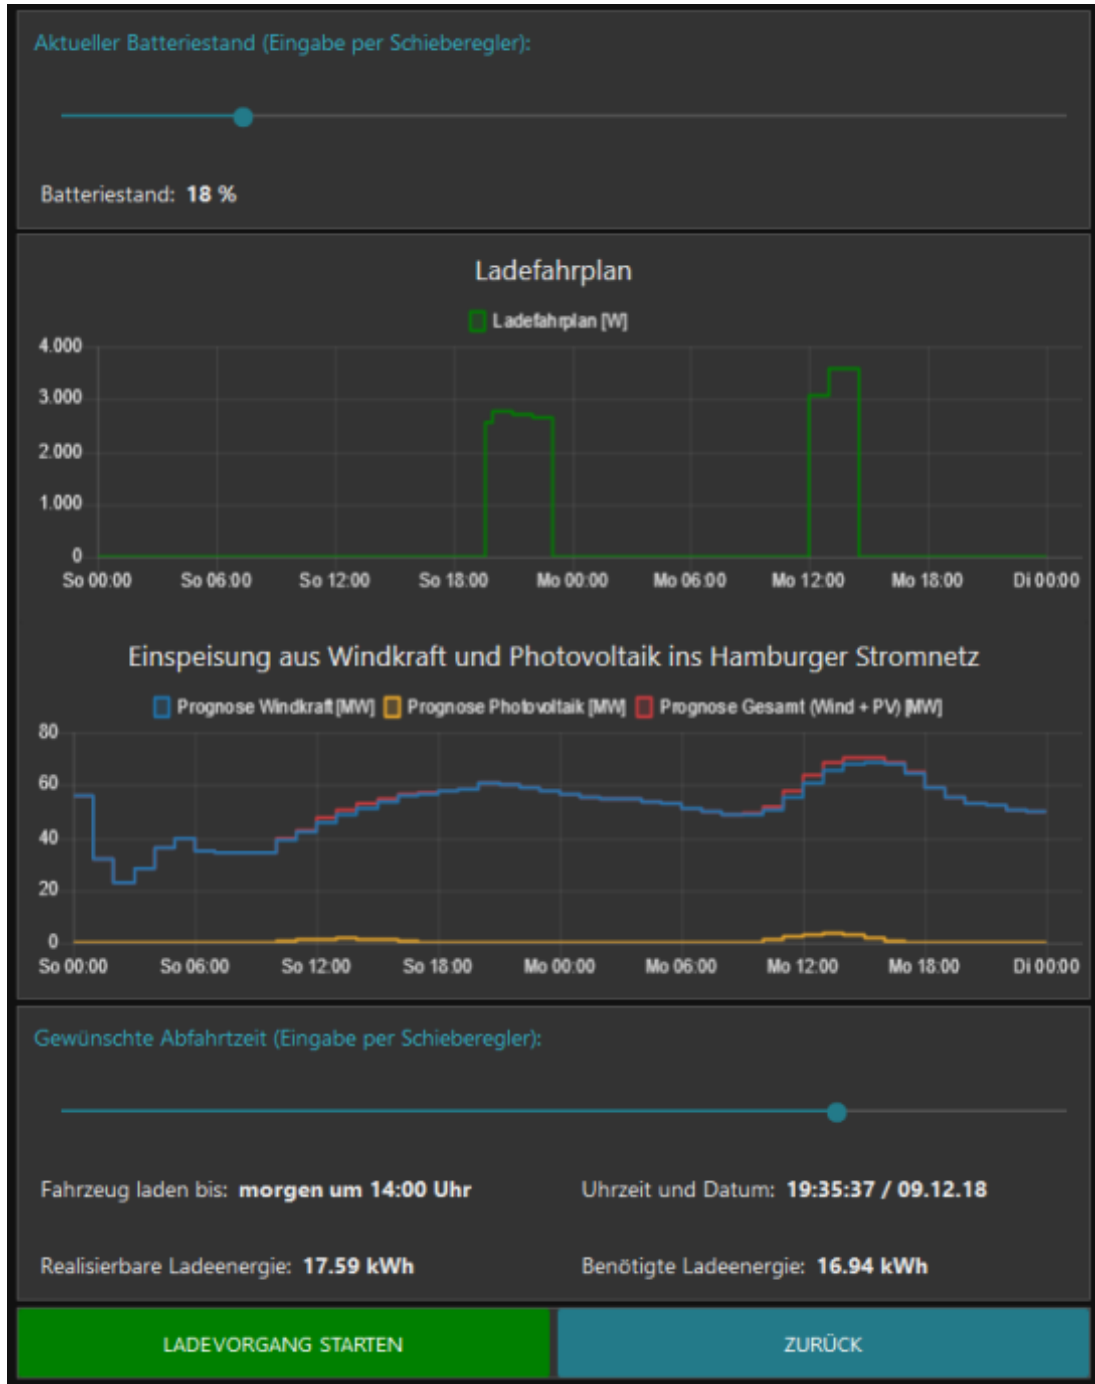 Aktueller Batteriestand (Eingabe per Schieberegler):
Batteriestand: 18 %
Ladefahrplan
Ladefahrplan [W]
4.000
3.000
2.000
1.000
0
So 00:00 So 06:00 So 12:00 So 18:00 Mo 00:00 Mo 06:00 Mo 12:00 Mo 18:00 Di 00:00
Einspeisung aus Windkraft und Photovoltaik ins Hamburger Stromnetz
Prognose Windkraft [MW] Prognose Photovoltaik [MW] Prognose Gesamt (Wind + PV) [MW]
80
60
40
20
0
So 00:00 So 06:00 So 12:00 So 18:00 Mo 00:00 Mo 06:00 Mo 12:00 Mo 18:00 Di 00:00
Gewünschte Abfahrtzeit (Eingabe per Schieberegler):
Fahrzeug laden bis: morgen um 14:00 Uhr Uhrzeit und Datum: 19:35:37 / 09.12.18
Realisierbare Ladeenergie: 17.59 kWh Benötigte Ladeenergie: 16.94 kWh
LADEVORGANG STARTEN ZURÜCK